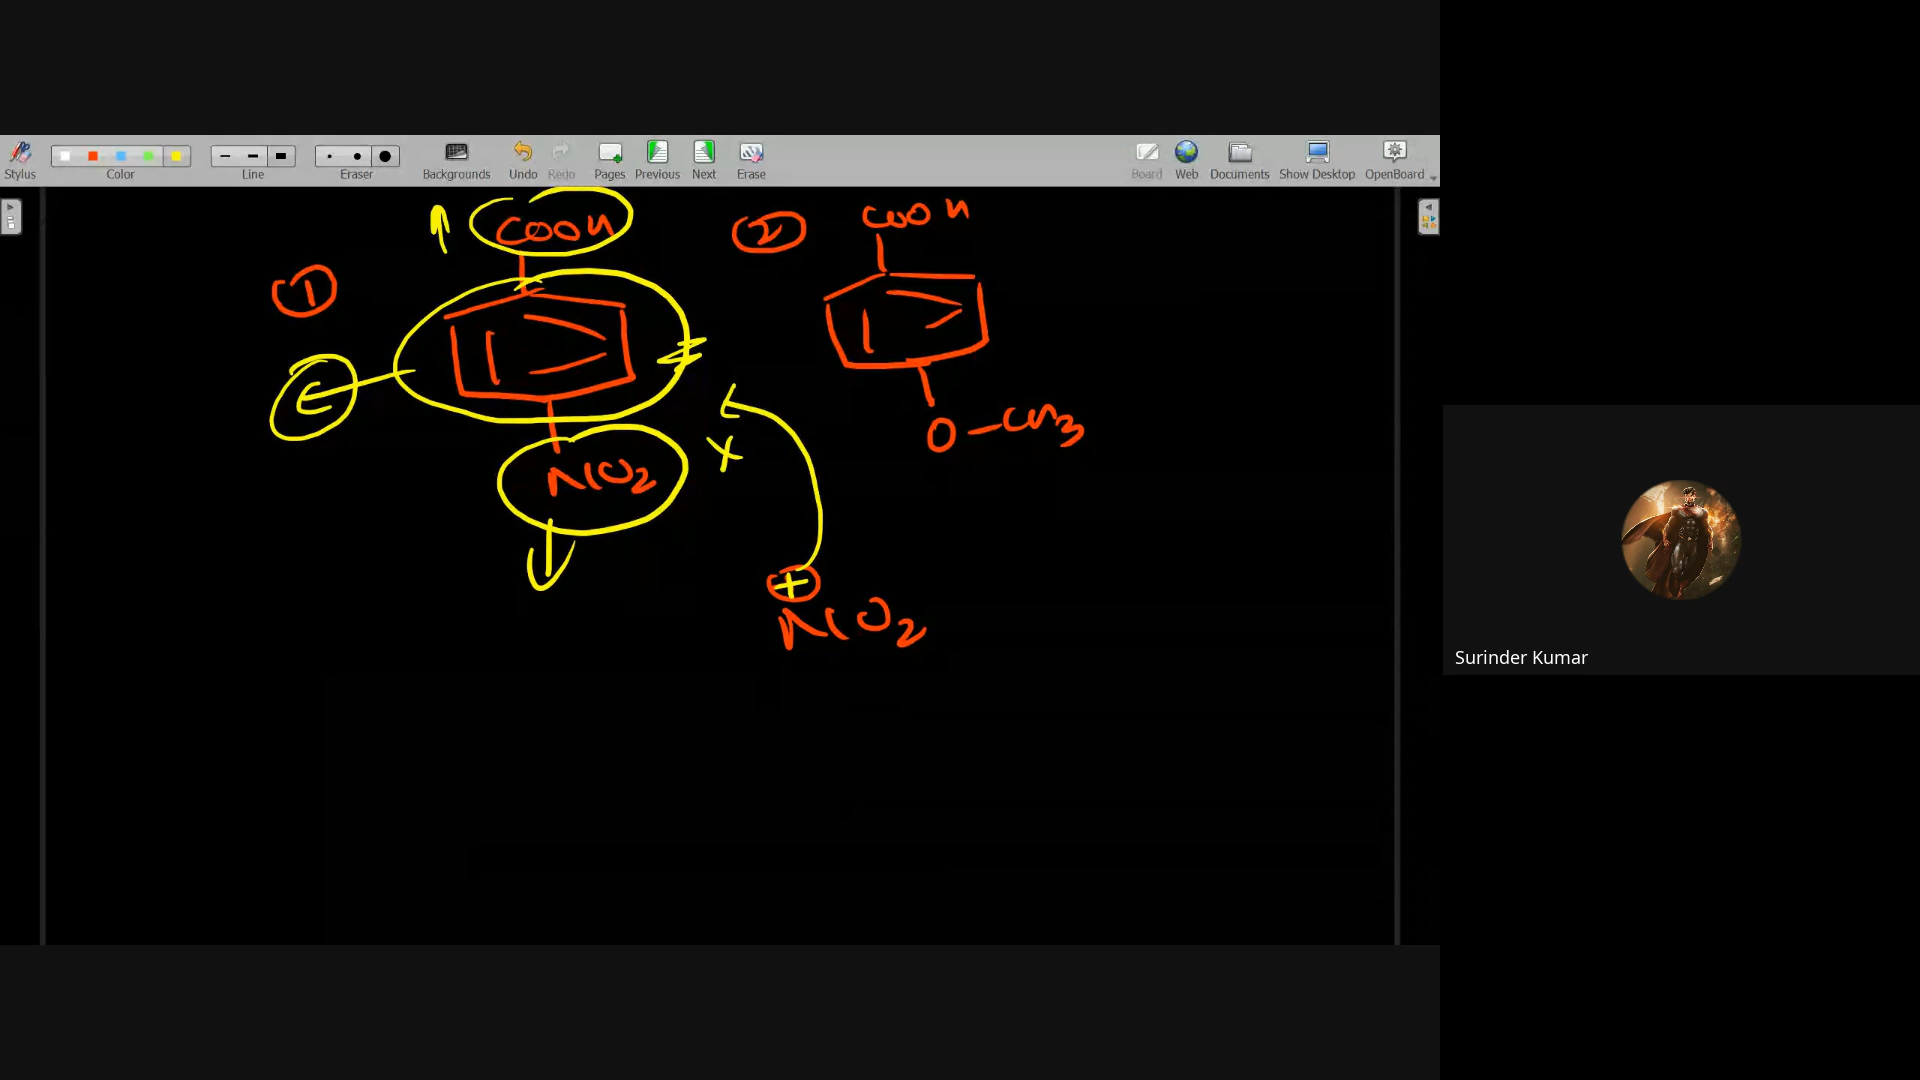 Stylus
Color
Line
Eraser
Backgrounds
Undo
Redo
Pages
Previous
Next
Erase
Board
Web
Documents
Show Desktop
OpenBoard
COOH
2
COOH
1
O-CH3
NO2
+
NO2
Surinder Kumar